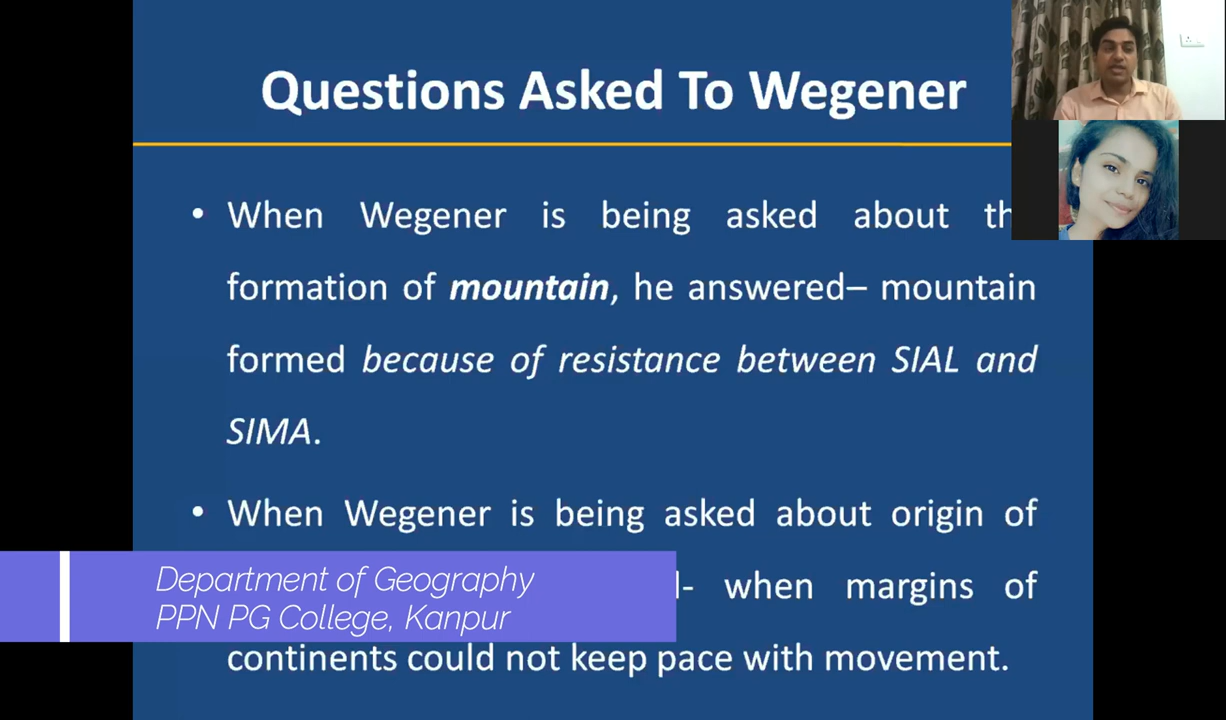 Questions Asked To Wegener
• When Wegener is being asked about
formation of mountain, he answered– mountain
formed because of resistance between SIAL and
SIMA.
• When Wegener is being asked about origin of
when margins of
continents could not keep pace with movement.
Department of Geography
PPN PG College, Kanpur